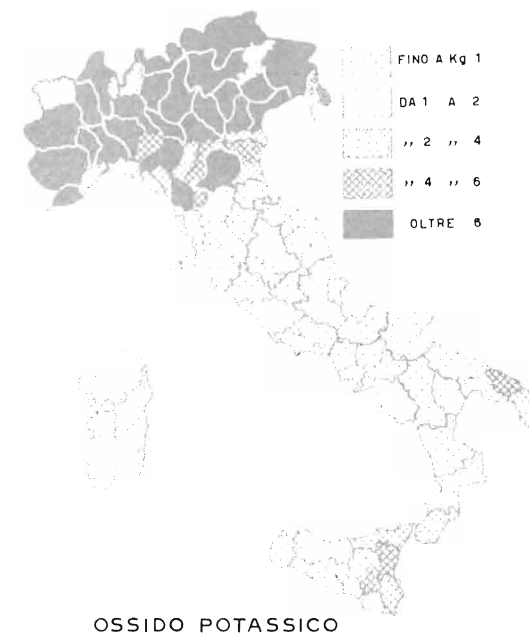 FINO A Kg 1
DA 1 A 2
,, 2 ,, 4
,, 4 ,, 6
OLTRE 6
OSSIDO POTASSICO